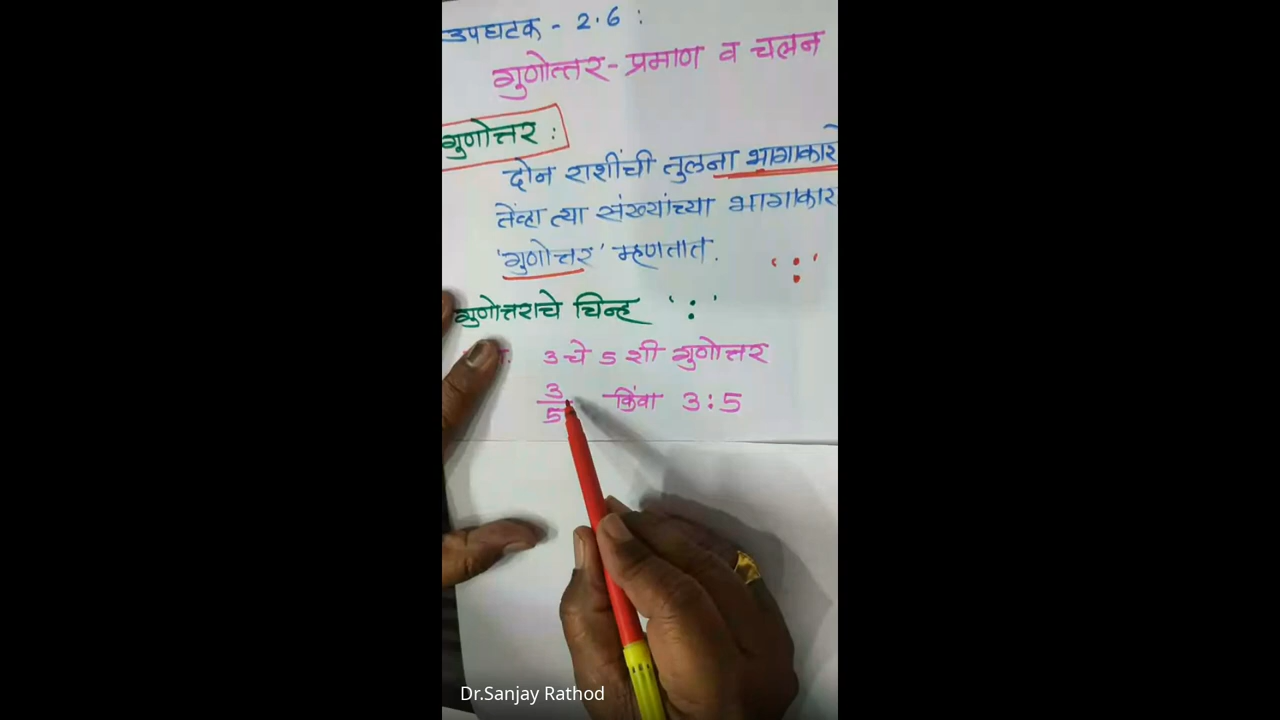 उपघटक - 2.6 :
गुणोत्तर - प्रमाण व चलन
गुणोत्तर :
दोन राशींची तुलना भागाकारे
तेंव्हा त्या संख्यांच्या भागाकार
'गुणोत्तर' म्हणतात.
' : '
गुणोत्तराचे चिन्ह ' : '
3 चे 5 शी गुणोत्तर
3/5 किंवा 3 : 5
Dr.Sanjay Rathod